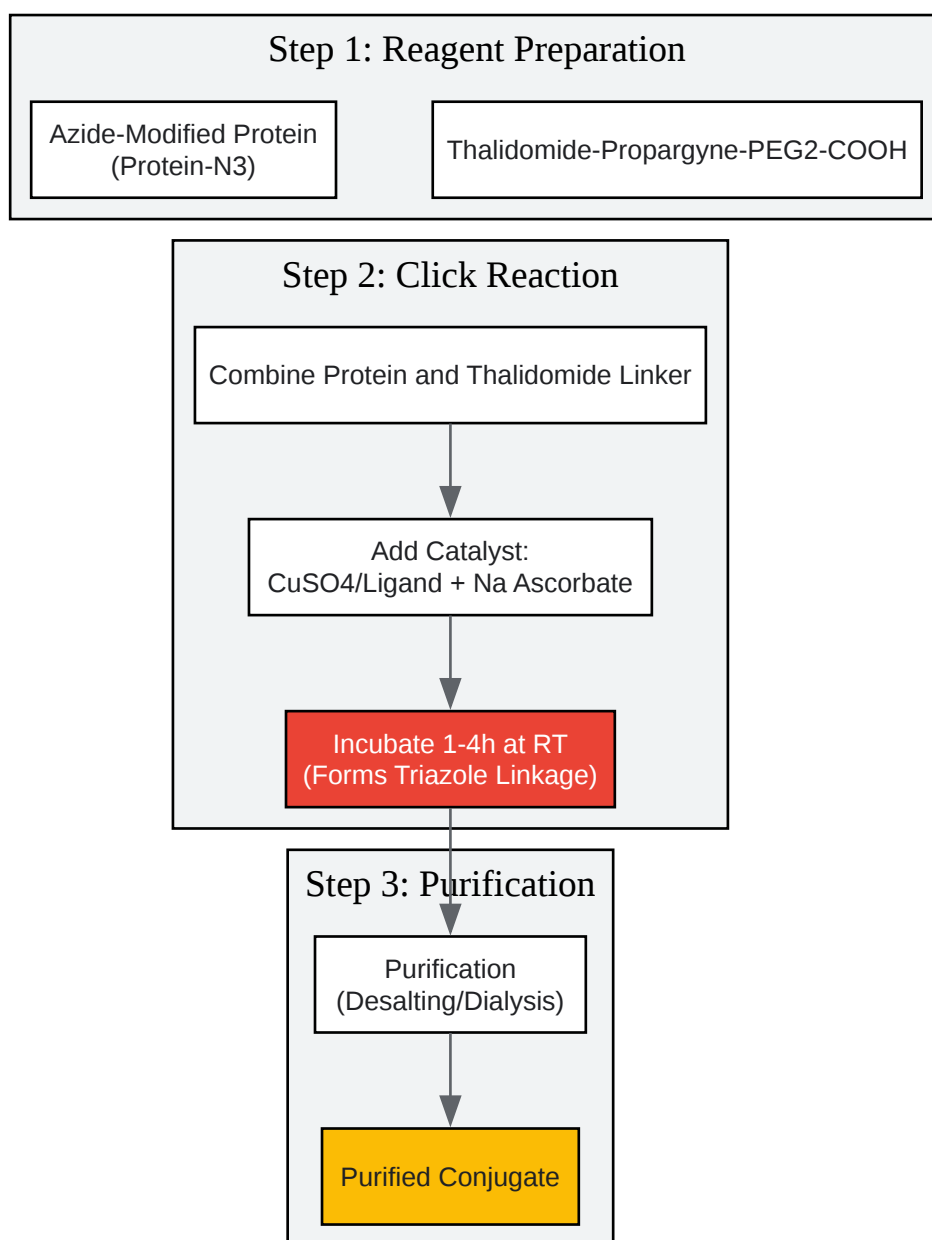 Step 1: Reagent Preparation
Azide-Modified Protein
(Protein-N3)
Thalidomide-Propargyne-PEG2-COOH
Step 2: Click Reaction
Combine Protein and Thalidomide Linker
Add Catalyst:
CuSO4/Ligand + Na Ascorbate
Incubate 1-4h at RT
(Forms Triazole Linkage)
Step 3: Purification
Purification
(Desalting/Dialysis)
Purified Conjugate